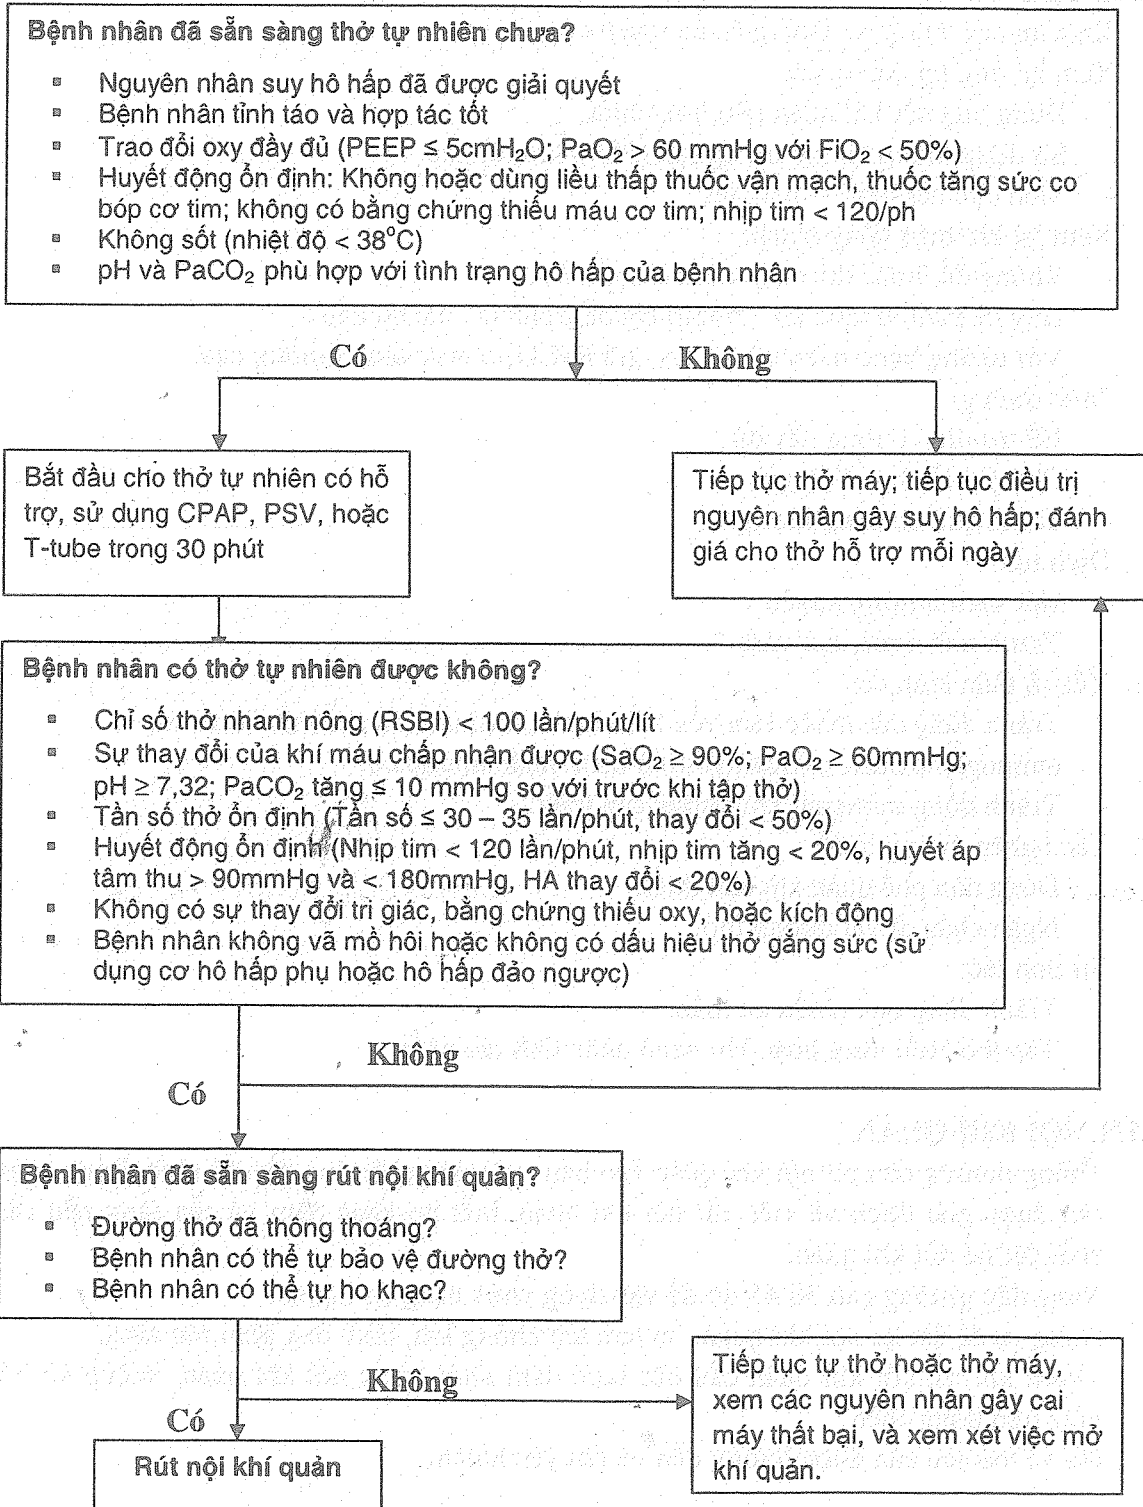 Bệnh nhân đã sẵn sàng thở tự nhiên chưa?
▪ Nguyên nhân suy hô hấp đã được giải quyết
▪ Bệnh nhân tỉnh táo và hợp tác tốt
▪ Trao đổi oxy đầy đủ (PEEP ≤ 5cmH₂O; PaO₂ > 60 mmHg với FiO₂ < 50%)
▪ Huyết động ổn định: Không hoặc dùng liều thấp thuốc vận mạch, thuốc tăng sức co
bóp cơ tim; không có bằng chứng thiếu máu cơ tim; nhịp tim < 120/ph
▪ Không sốt (nhiệt độ < 38°C)
▪ pH và PaCO₂ phù hợp với tình trạng hô hấp của bệnh nhân
Có
Không
Bắt đầu cho thở tự nhiên có hỗ
trợ, sử dụng CPAP, PSV, hoặc
T-tube trong 30 phút
Tiếp tục thở máy; tiếp tục điều trị
nguyên nhân gây suy hô hấp; đánh
giá cho thở hỗ trợ mỗi ngày
Bệnh nhân có thở tự nhiên được không?
▪ Chỉ số thở nhanh nông (RSBI) < 100 lần/phút/lít
▪ Sự thay đổi của khí máu chấp nhận được (SaO₂ ≥ 90%; PaO₂ ≥ 60mmHg;
pH ≥ 7,32; PaCO₂ tăng ≤ 10 mmHg so với trước khi tập thở)
▪ Tần số thở ổn định (Tần số ≤ 30 – 35 lần/phút, thay đổi < 50%)
▪ Huyết động ổn định (Nhịp tim < 120 lần/phút, nhịp tim tăng < 20%, huyết áp
tâm thu > 90mmHg và < 180mmHg, HA thay đổi < 20%)
▪ Không có sự thay đổi tri giác, bằng chứng thiếu oxy, hoặc kích động
▪ Bệnh nhân không vã mồ hôi hoặc không có dấu hiệu thở gắng sức (sử
dụng cơ hô hấp phụ hoặc hô hấp đảo ngược)
Không
Có
Bệnh nhân đã sẵn sàng rút nội khí quản?
▪ Đường thở đã thông thoáng?
▪ Bệnh nhân có thể tự bảo vệ đường thở?
▪ Bệnh nhân có thể tự ho khạc?
Không
Có
Tiếp tục tự thở hoặc thở máy,
xem các nguyên nhân gây cai
máy thất bại, và xem xét việc mở
khí quản.
Rút nội khí quản